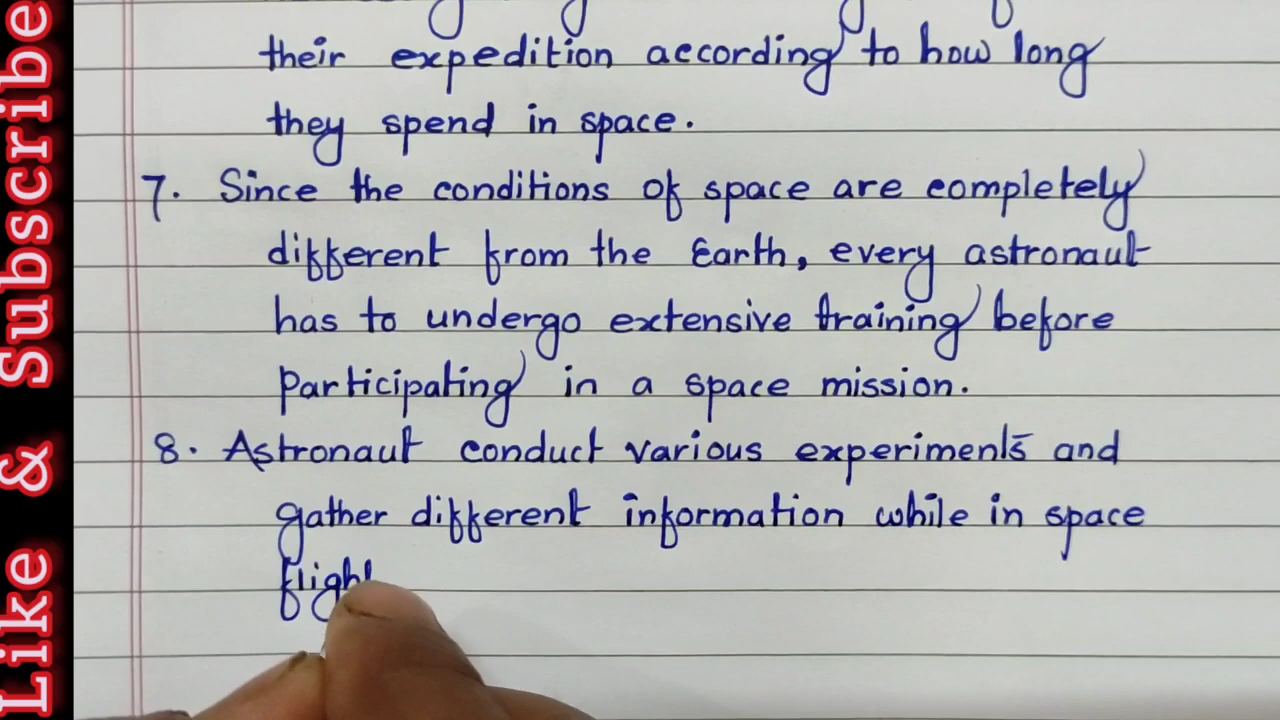 their expedition according to how long
they spend in space.
7. Since the conditions of space are completely
different from the Earth, every astronaut
has to undergo extensive training before
participating in a space mission.
8. Astronaut conduct various experiments and
gather different information while in space
flight
Like & Subscribe